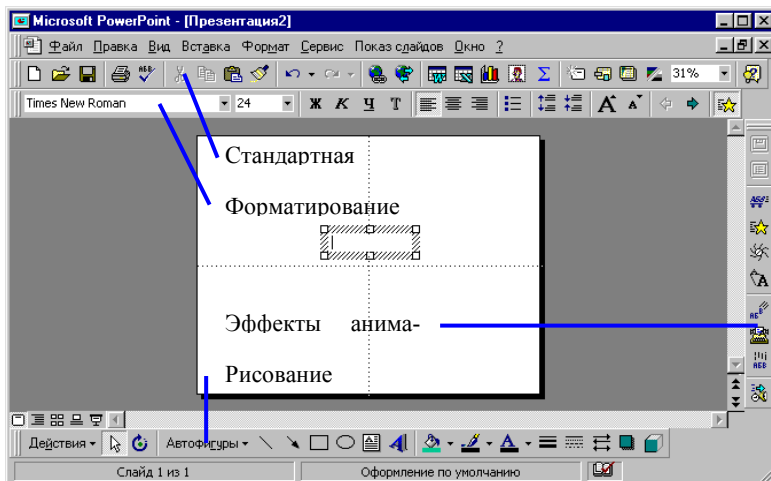 Microsoft PowerPoint - [Презентация2]
Файл Правка Вид Вставка Формат Сервис Показ слайдов Окно ?
31%
Times New Roman 24 Ж К Ч Т
Стандартная
Форматирование
Эффекты анима-
Рисование
Действия Автофигуры
Слайд 1 из 1 Оформление по умолчанию